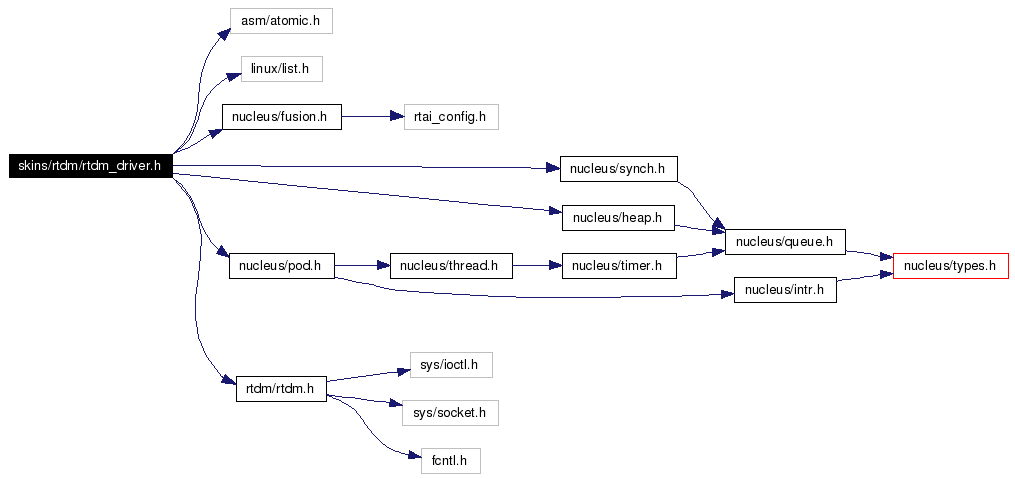 asm/atomic.h
linux/list.h
nucleus/fusion.h
rtai_config.h
skins/rtdm/rtdm_driver.h
nucleus/synch.h
nucleus/heap.h
nucleus/queue.h
nucleus/pod.h
nucleus/thread.h
nucleus/timer.h
nucleus/types.h
nucleus/intr.h
sys/ioctl.h
rtdm/rtdm.h
sys/socket.h
fcntl.h